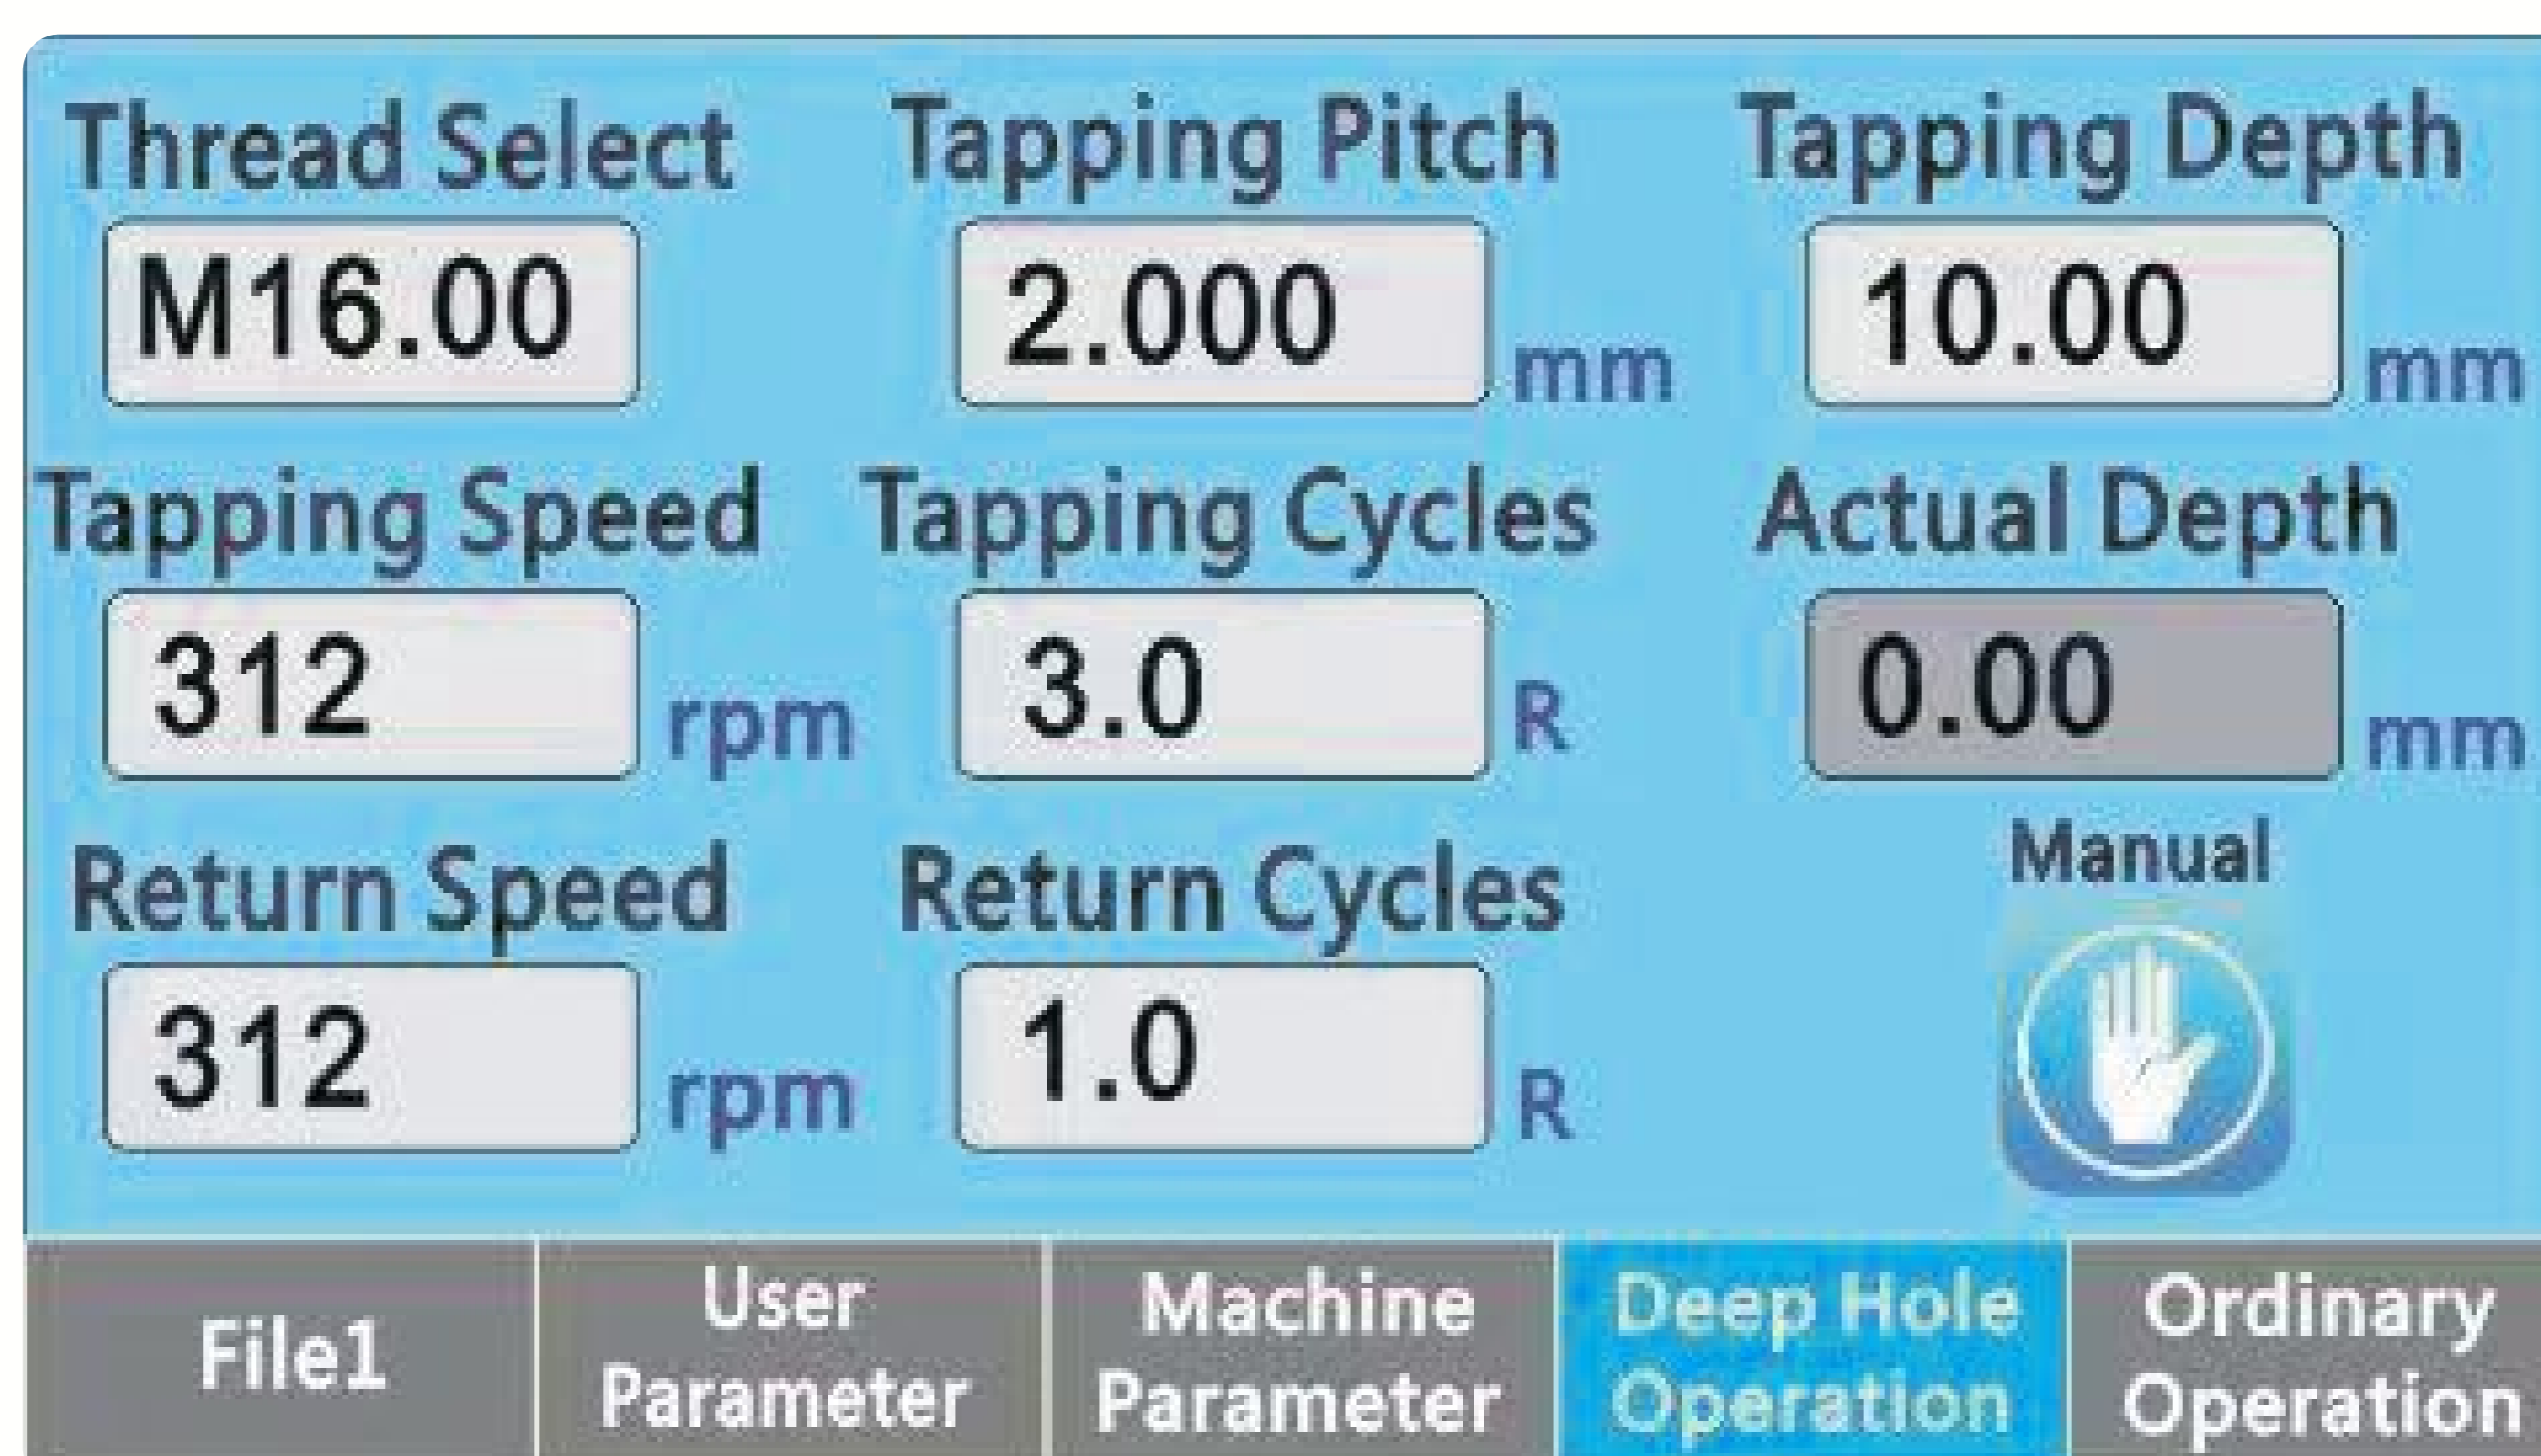 Thread Select Tapping Pitch Tapping Depth
M16.00 2.000 mm 10.00 mm
Tapping Speed Tapping Cycles Actual Depth
312 rpm 3.0 R 0.00 mm
Manual
Return Speed Return Cycles
312 rpm 1.0 R
File1
User
Parameter
Machine
Parameter
Deep Hole
Operation
Ordinary
Operation